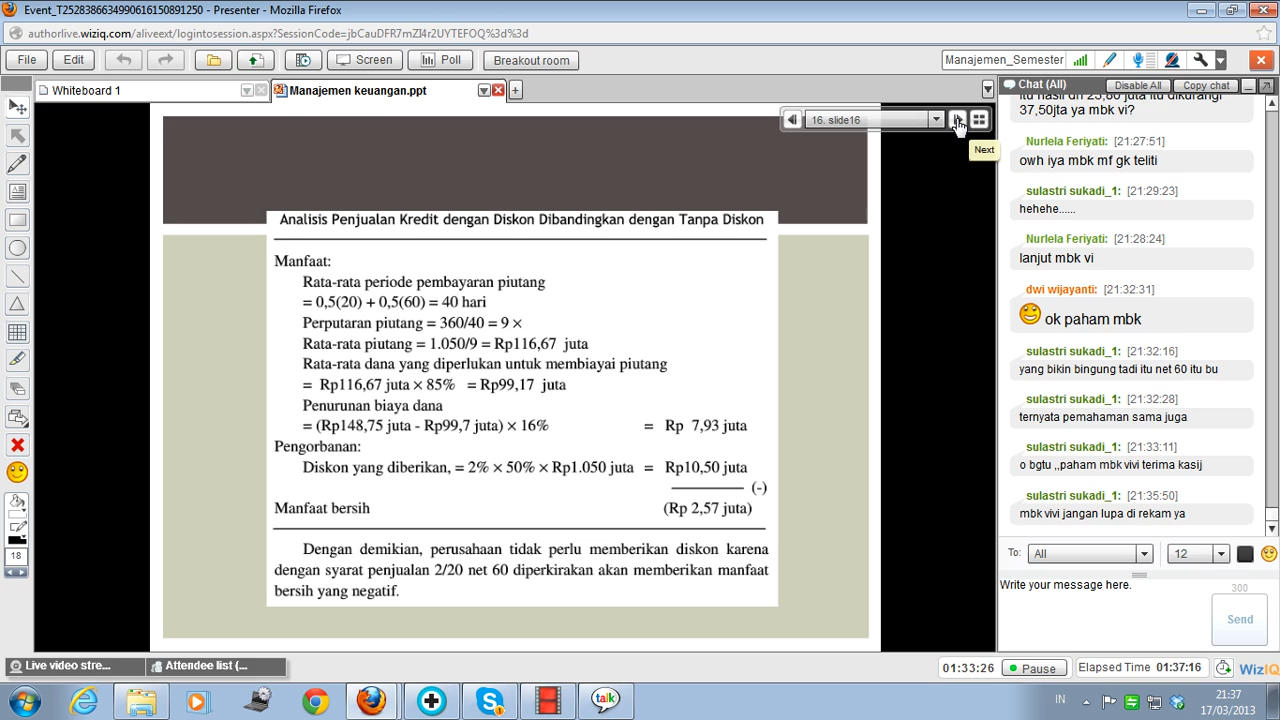 Event_T2528386634990616150891250 - Presenter - Mozilla Firefox
authorlive.wiziq.com/aliveext/logintosession.aspx?SessionCode=jbCauDFR7mZI4r2UYTEFOQ%3d%3d
File Edit Screen Poll Breakout room Manajemen_Semester
Whiteboard 1 Manajemen keuangan.ppt
16. slide16
Next
Analisis Penjualan Kredit dengan Diskon Dibandingkan dengan Tanpa Diskon
Manfaat:
Rata-rata periode pembayaran piutang
= 0,5(20) + 0,5(60) = 40 hari
Perputaran piutang = 360/40 = 9 ×
Rata-rata piutang = 1.050/9 = Rp116,67 juta
Rata-rata dana yang diperlukan untuk membiayai piutang
= Rp116,67 juta × 85% = Rp99,17 juta
Penurunan biaya dana
= (Rp148,75 juta - Rp99,7 juta) × 16% = Rp 7,93 juta
Pengorbanan:
Diskon yang diberikan, = 2% × 50% × Rp1.050 juta = Rp10,50 juta
(-)
Manfaat bersih (Rp 2,57 juta)
Dengan demikian, perusahaan tidak perlu memberikan diskon karena
dengan syarat penjualan 2/20 net 60 diperkirakan akan memberikan manfaat
bersih yang negatif.
18
Chat (All) Disable All Copy chat
37,50jta ya mbk vi?
Nurlela Feriyati: [21:27:51]
owh iya mbk mf gk teliti
sulastri sukadi_1: [21:29:23]
hehehe......
Nurlela Feriyati: [21:28:24]
lanjut mbk vi
dwi wijayanti: [21:32:31]
ok paham mbk
sulastri sukadi_1: [21:32:16]
yang bikin bingung tadi itu net 60 itu bu
sulastri sukadi_1: [21:32:28]
ternyata pemahaman sama juga
sulastri sukadi_1: [21:33:11]
o bgtu ,,paham mbk vivi terima kasij
sulastri sukadi_1: [21:35:50]
mbk vivi jangan lupa di rekam ya
To: All 12
Write your message here.
300
Send
Live video stre... Attendee list (...
01:33:26 Pause Elapsed Time 01:37:16 WizIQ
talk
IN
21:37
17/03/2013